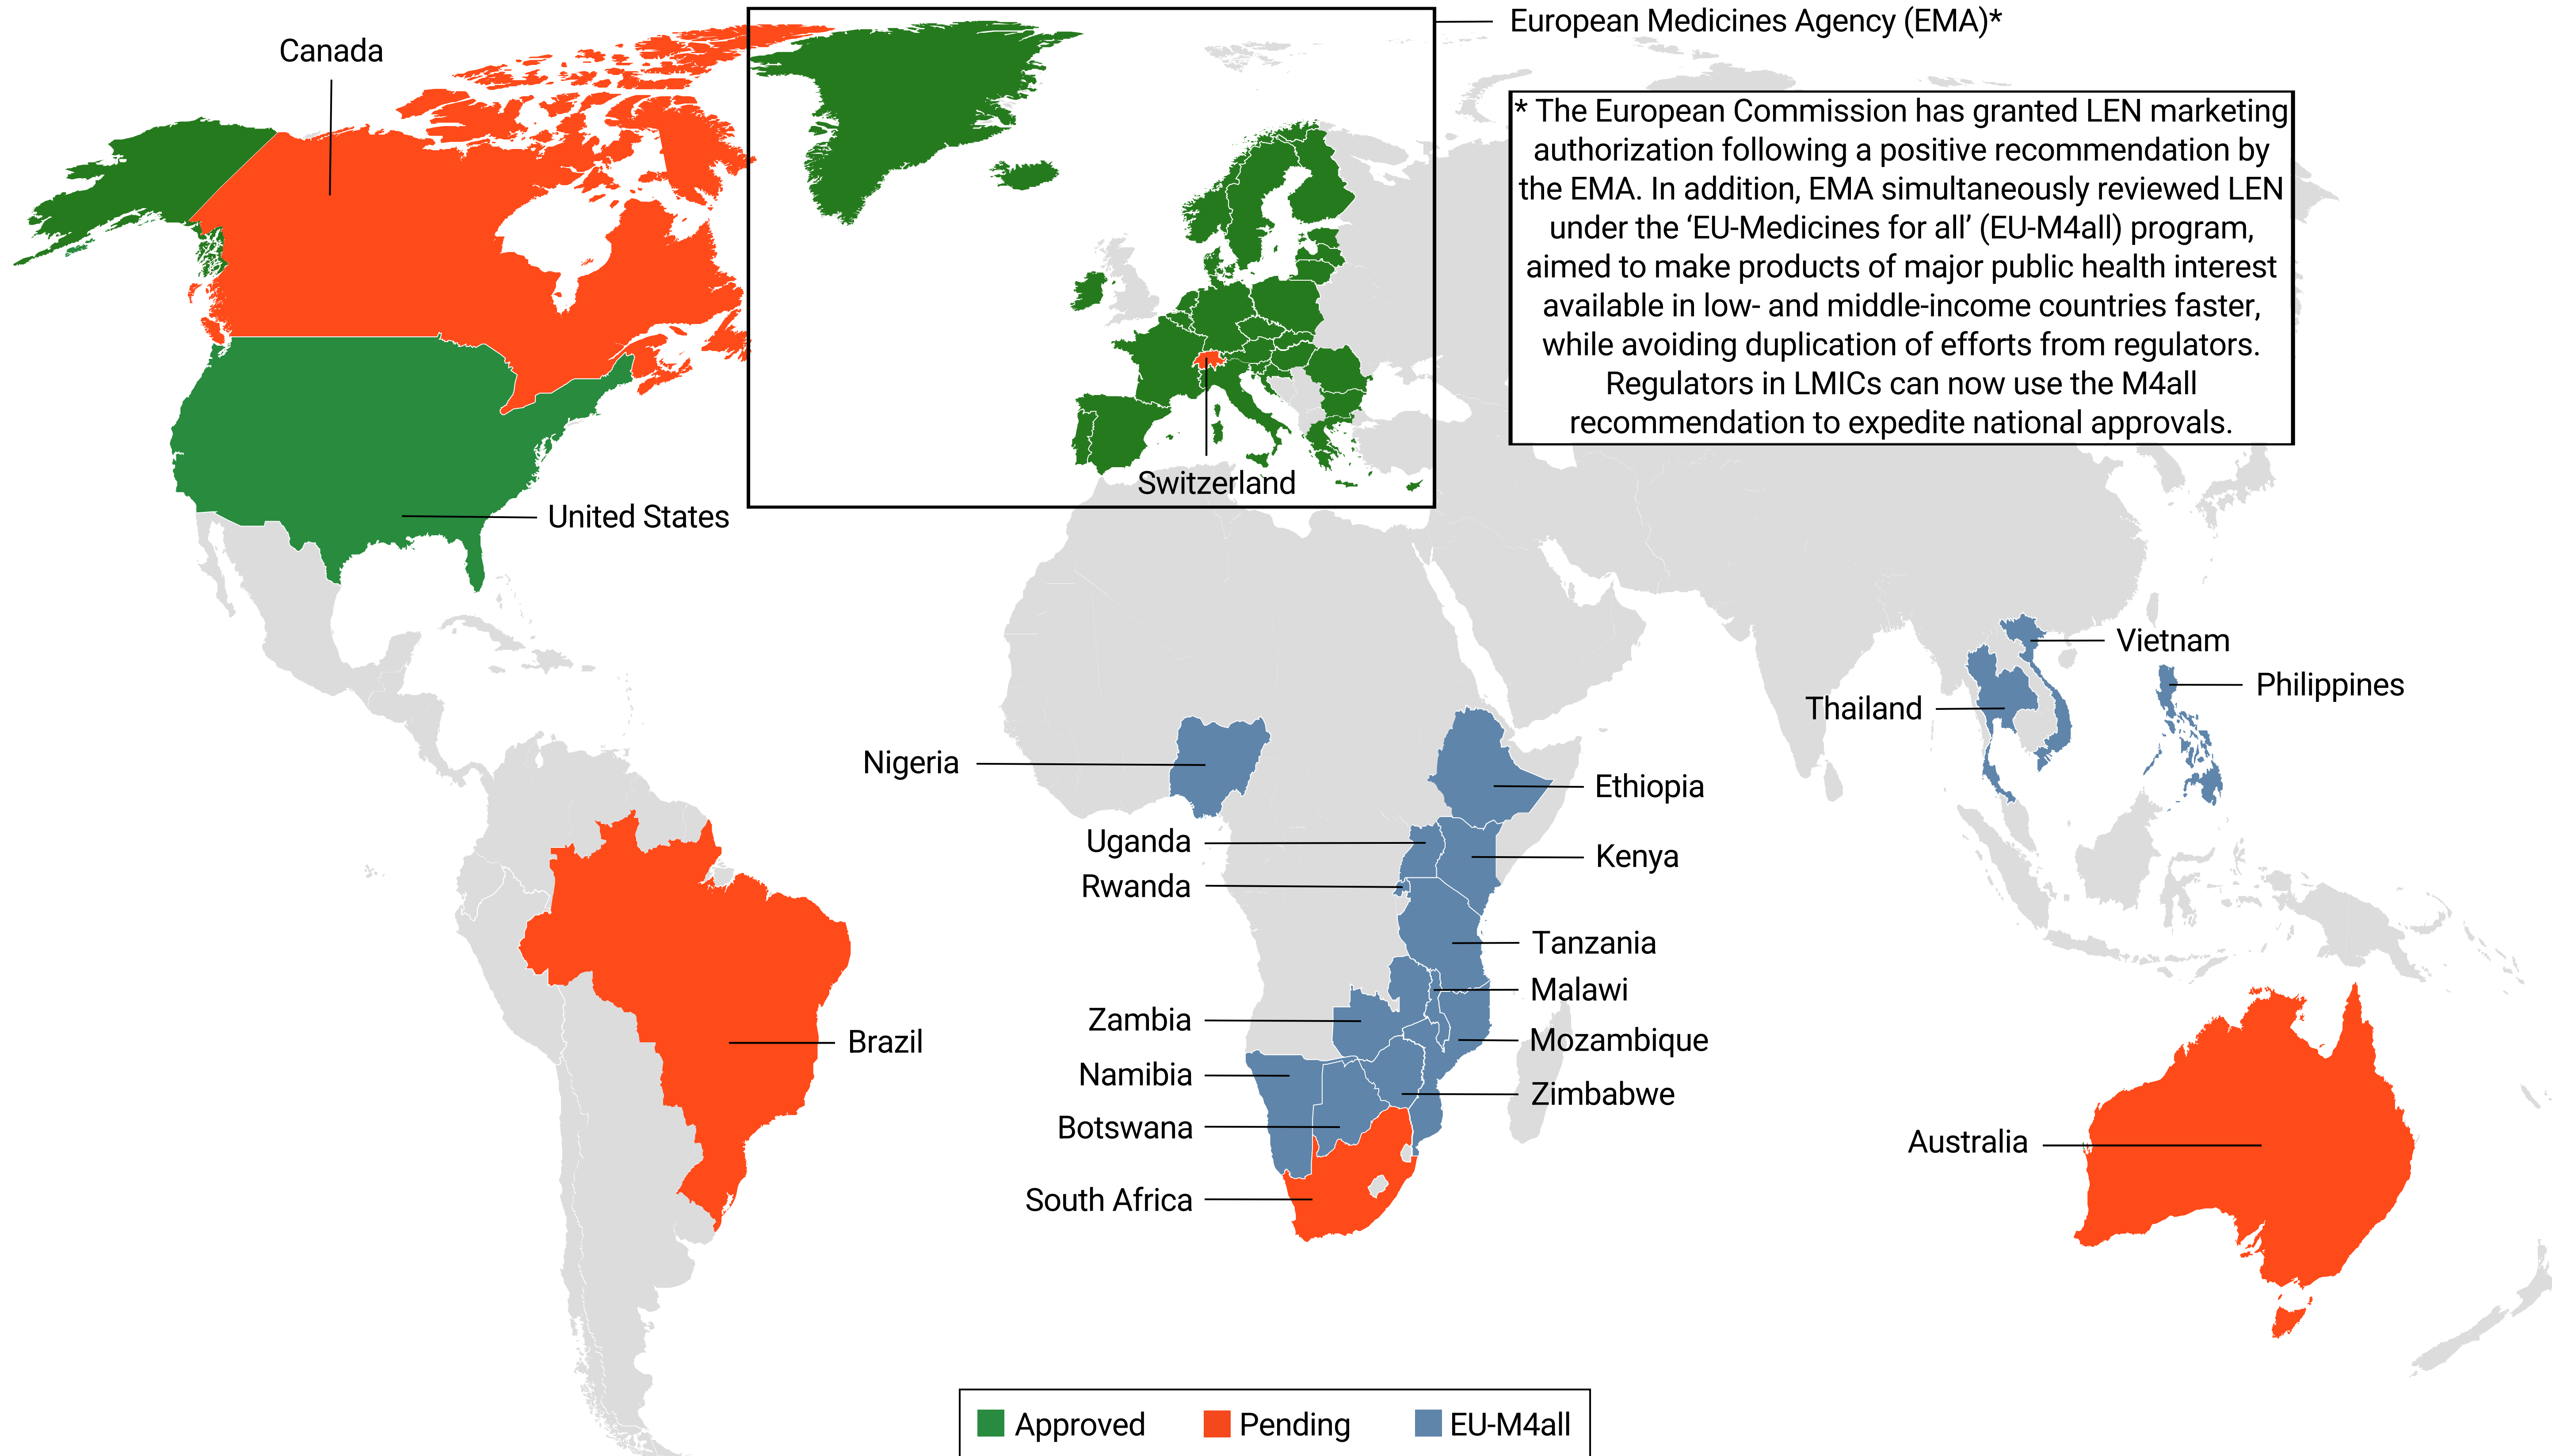 European Medicines Agency (EMA)*
Canada
* The European Commission has granted LEN marketing
authorization following a positive recommendation by
the EMA. In addition, EMA simultaneously reviewed LEN
under the ‘EU-Medicines for all’ (EU-M4all) program,
aimed to make products of major public health interest
available in low- and middle-income countries faster,
while avoiding duplication of efforts from regulators.
Regulators in LMICs can now use the M4all
recommendation to expedite national approvals.
Switzerland
United States
Vietnam
Philippines
Thailand
Nigeria
Ethiopia
Uganda
Kenya
Rwanda
Tanzania
Malawi
Zambia
Mozambique
Brazil
Namibia
Zimbabwe
Botswana
Australia
South Africa
Approved
Pending
EU-M4all